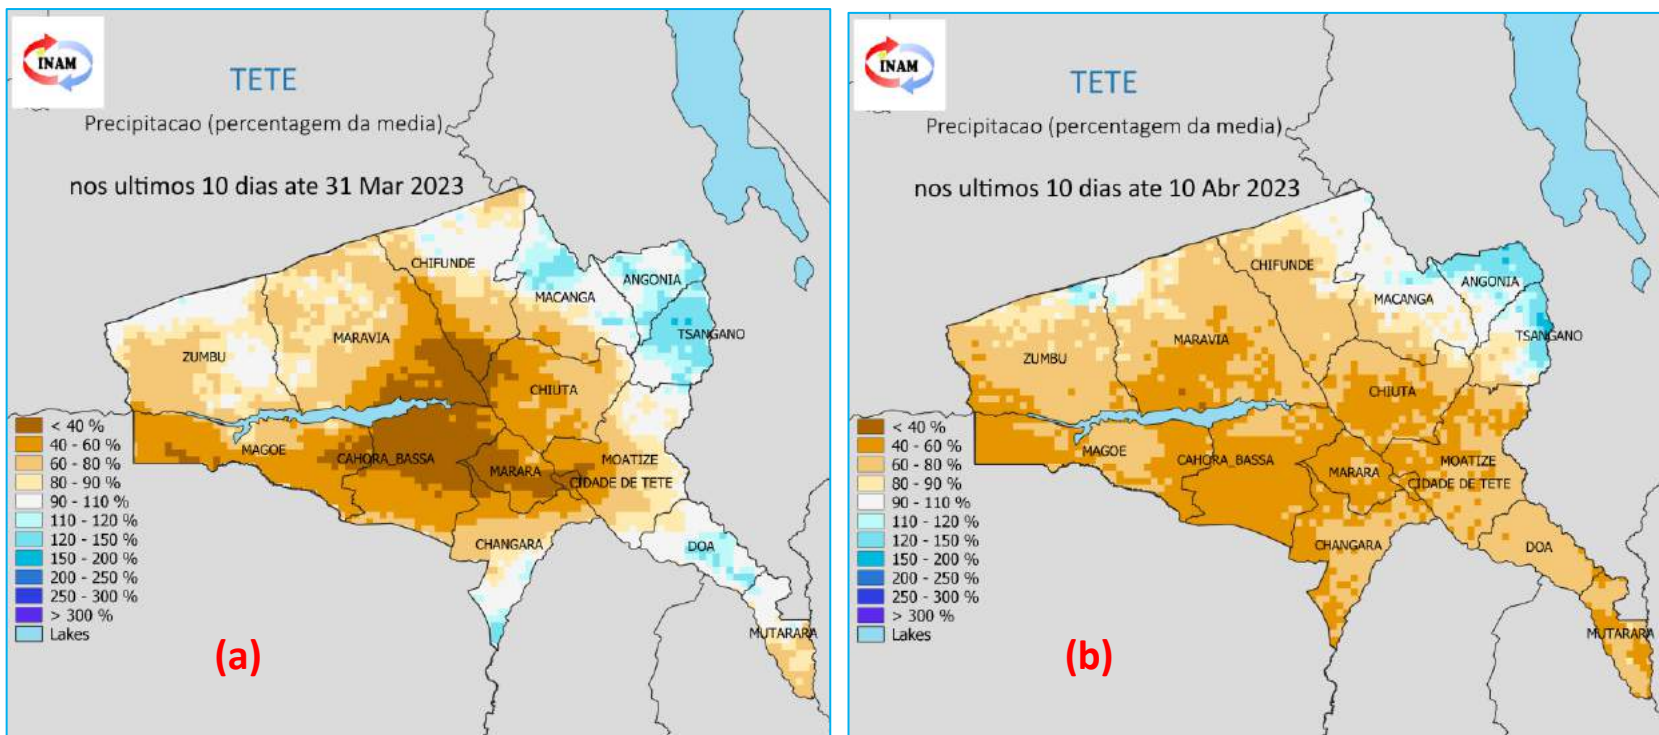 INAM
TETE
Precipitacao (percentagem da media)
nos ultimos 10 dias ate 31 Mar 2023
CHIFUNDE
ANGONIA
MACANGA
TSANGANO
MARAVIA
ZUMBU
CHIUTA
MAGOE
CAHORA_BASSA
MARARA
MOATIZE
CIDADE DE TETE
CHANGARA
DOA
MUTARARA
< 40 %
40 - 60 %
60 - 80 %
80 - 90 %
90 - 110 %
110 - 120 %
120 - 150 %
150 - 200 %
200 - 250 %
250 - 300 %
> 300 %
Lakes
(a)
INAM
TETE
Precipitacao (percentagem da media)
nos ultimos 10 dias ate 10 Abr 2023
CHIFUNDE
ANGONIA
MACANGA
TSANGANO
MARAVIA
ZUMBU
CHIUTA
MAGOE
CAHORA_BASSA
MARARA
MOATIZE
CIDADE DE TETE
CHANGARA
DOA
MUTARARA
< 40 %
40 - 60 %
60 - 80 %
80 - 90 %
90 - 110 %
110 - 120 %
120 - 150 %
150 - 200 %
200 - 250 %
250 - 300 %
> 300 %
Lakes
(b)